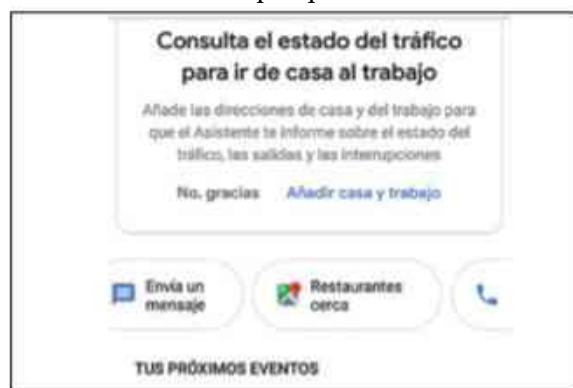 Consulta el estado del tráfico
para ir de casa al trabajo
Añade las direcciones de casa y del trabajo para
que el Asistente te informe sobre el estado del
tráfico, las salidas y las interrupciones
No, gracias Añadir casa y trabajo
Envía un
mensaje
Restaurantes
cerca
TUS PRÓXIMOS EVENTOS